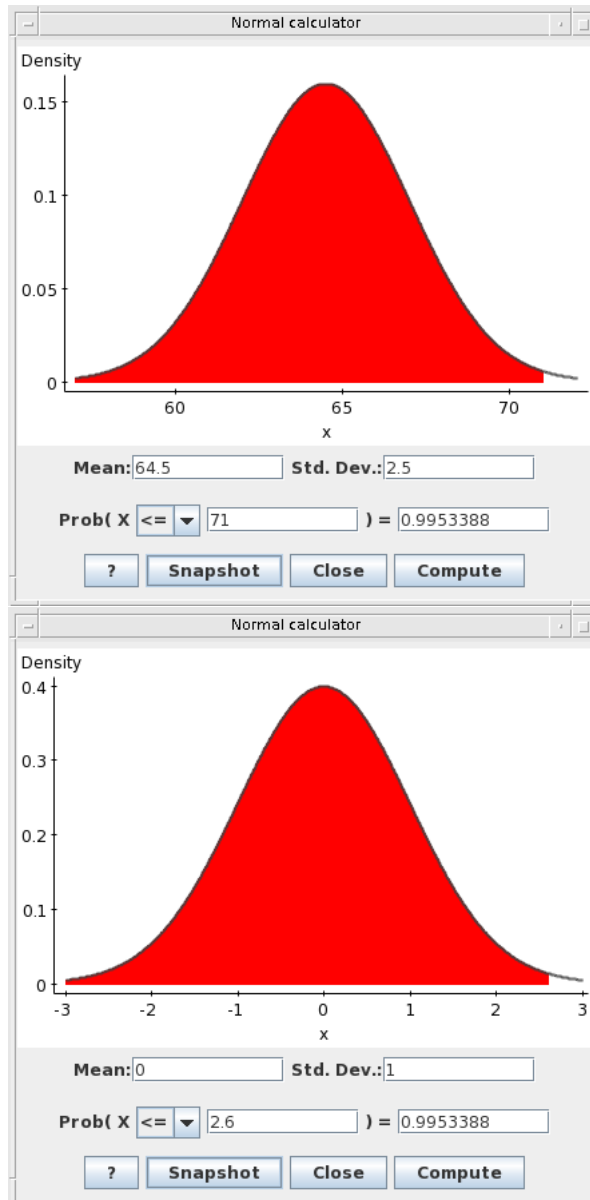 Normal calculator
Density
0.15
0.1
0.05
0
60 65 70
x
Mean: 64.5 Std. Dev.: 2.5
Prob( X <= 71 ) = 0.9953388
? Snapshot Close Compute
Normal calculator
Density
0.4
0.3
0.2
0.1
0
-3 -2 -1 0 1 2 3
x
Mean: 0 Std. Dev.: 1
Prob( X <= 2.6 ) = 0.9953388
? Snapshot Close Compute